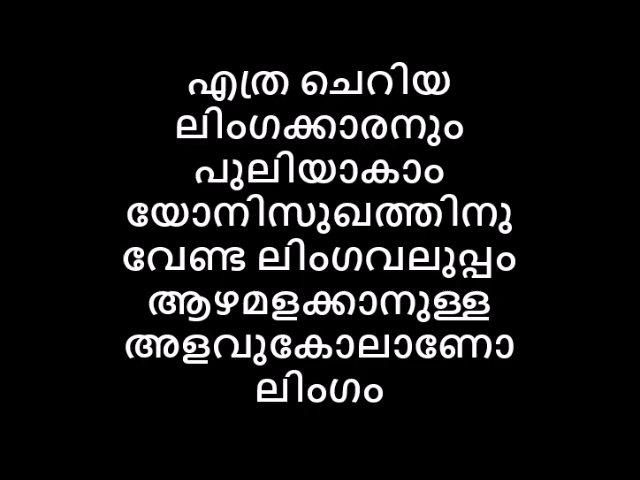 എത്ര ചെറിയ
ലിംഗക്കാരനും
പുലിയാകാം
യോനിസുഖത്തിനു
വേണ്ട ലിംഗവലുപ്പം
ആഴമളക്കാനുള്ള
അളവുകോലാണോ
ലിംഗം